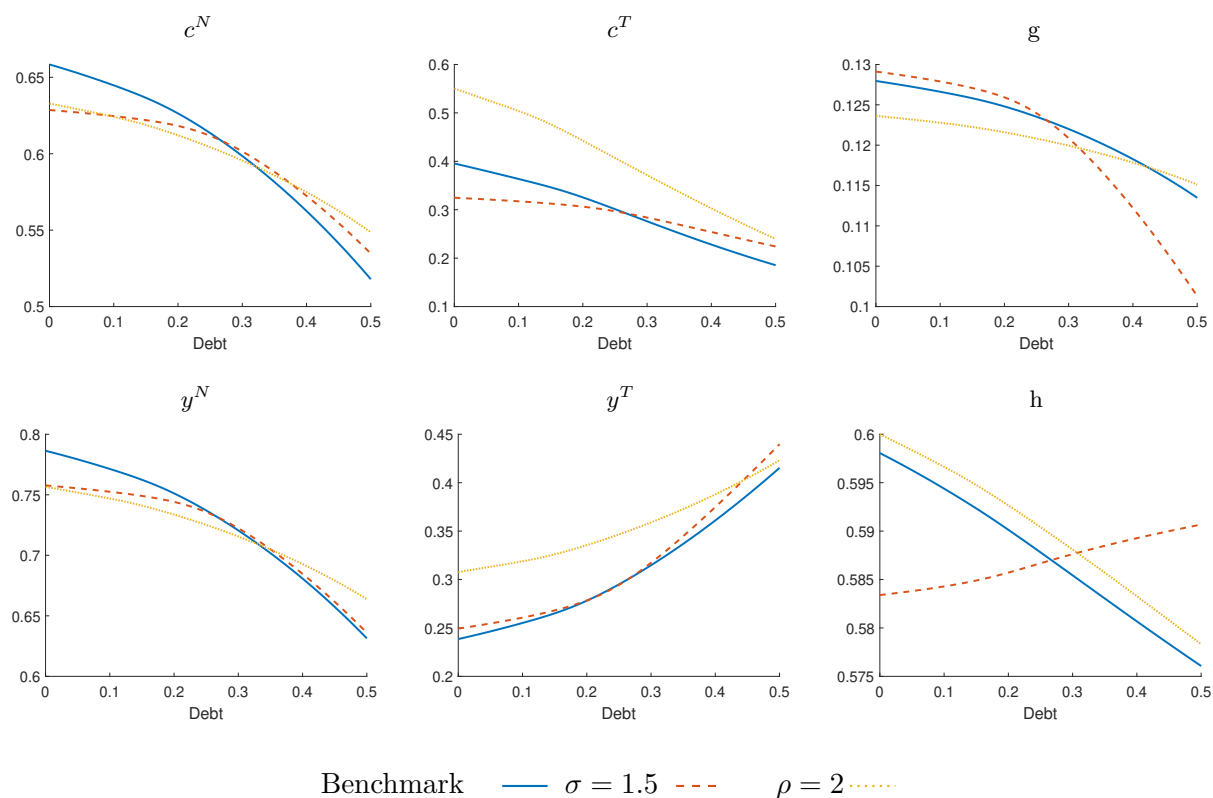 c^N c^T g
0.65 0.6 0.55 0.5
0 0.1 0.2 0.3 0.4 0.5
Debt
0.6 0.5 0.4 0.3 0.2 0.1
0 0.1 0.2 0.3 0.4 0.5
Debt
0.13 0.125 0.12 0.115 0.11 0.105 0.1
0 0.1 0.2 0.3 0.4 0.5
Debt
y^N y^T h
0.8 0.75 0.7 0.65 0.6
0 0.1 0.2 0.3 0.4 0.5
Debt
0.45 0.4 0.35 0.3 0.25 0.2
0 0.1 0.2 0.3 0.4 0.5
Debt
0.6 0.595 0.59 0.585 0.58 0.575
0 0.1 0.2 0.3 0.4 0.5
Debt
Benchmark σ = 1.5 ρ = 2